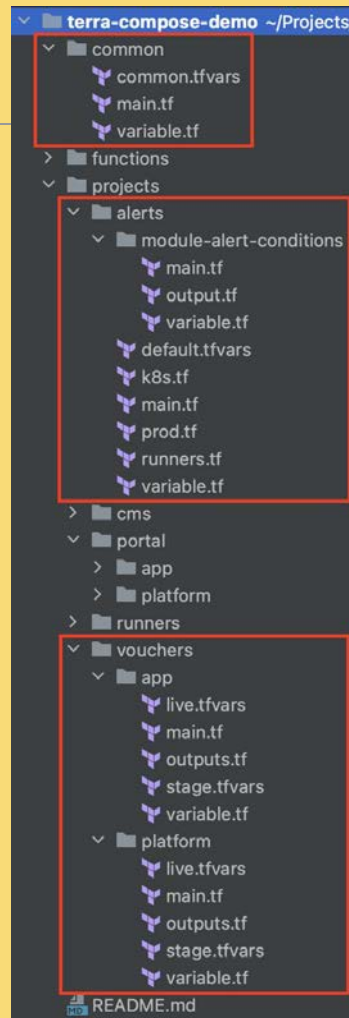 terra-compose-demo ~/Projects
common
common.tfvars
main.tf
variable.tf
functions
projects
alerts
module-alert-conditions
main.tf
output.tf
variable.tf
default.tfvars
k8s.tf
main.tf
prod.tf
runners.tf
variable.tf
cms
portal
app
platform
runners
vouchers
app
live.tfvars
main.tf
outputs.tf
stage.tfvars
variable.tf
platform
live.tfvars
main.tf
outputs.tf
stage.tfvars
variable.tf
MD README.md